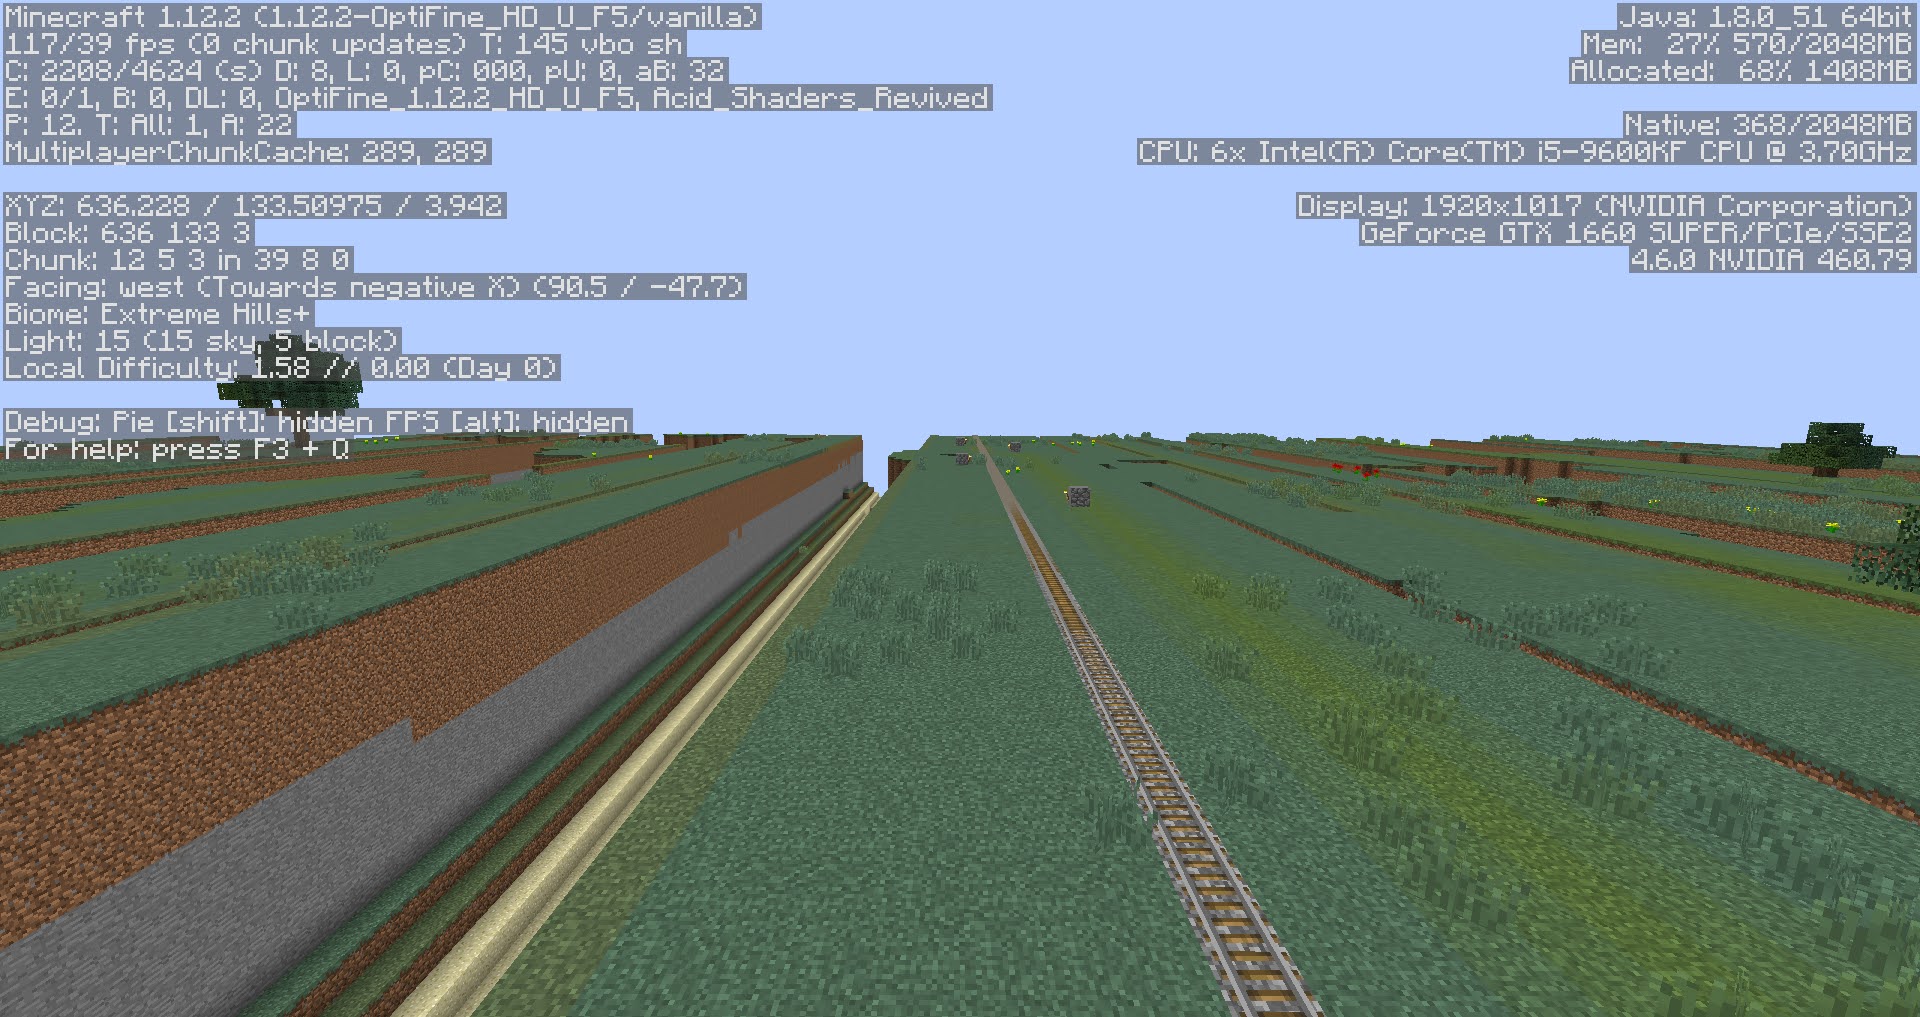 Minecraft 1.12.2 (1.12.2-OptiFine_HD_U_F5/vanilla)
117/39 fps (0 chunk updates) T: 145 vbo sh
C: 2208/4624 (s) D: 8, L: 0, pC: 000, pU: 0, aB: 32
E: 0/1, B: 0, DL: 0, OptiFine_1.12.2_HD_U_F5, Acid_Shaders_Revived
P: 12. T: All: 1, A: 22
MultiplayerChunkCache: 289, 289
XYZ: 636.228 / 133.50975 / 3.942
Block: 636 133 3
Chunk: 12 5 3 in 39 8 0
Facing: west (Towards negative X) (90.5 / -47.7)
Biome: Extreme Hills+
Light: 15 (15 sky, 5 block)
Local Difficulty: 1.58 // 0.00 (Day 0)
Debug: Pie [shift]: hidden FPS [alt]: hidden
For help: press F3 + Q
Java: 1.8.0_51 64bit
Mem: 27% 570/2048MB
Allocated: 68% 1408MB
Native: 368/2048MB
CPU: 6x Intel(R) Core(TM) i5-9600KF CPU @ 3.70GHz
Display: 1920x1017 (NVIDIA Corporation)
GeForce GTX 1660 SUPER/PCIe/SSE2
4.6.0 NVIDIA 460.79